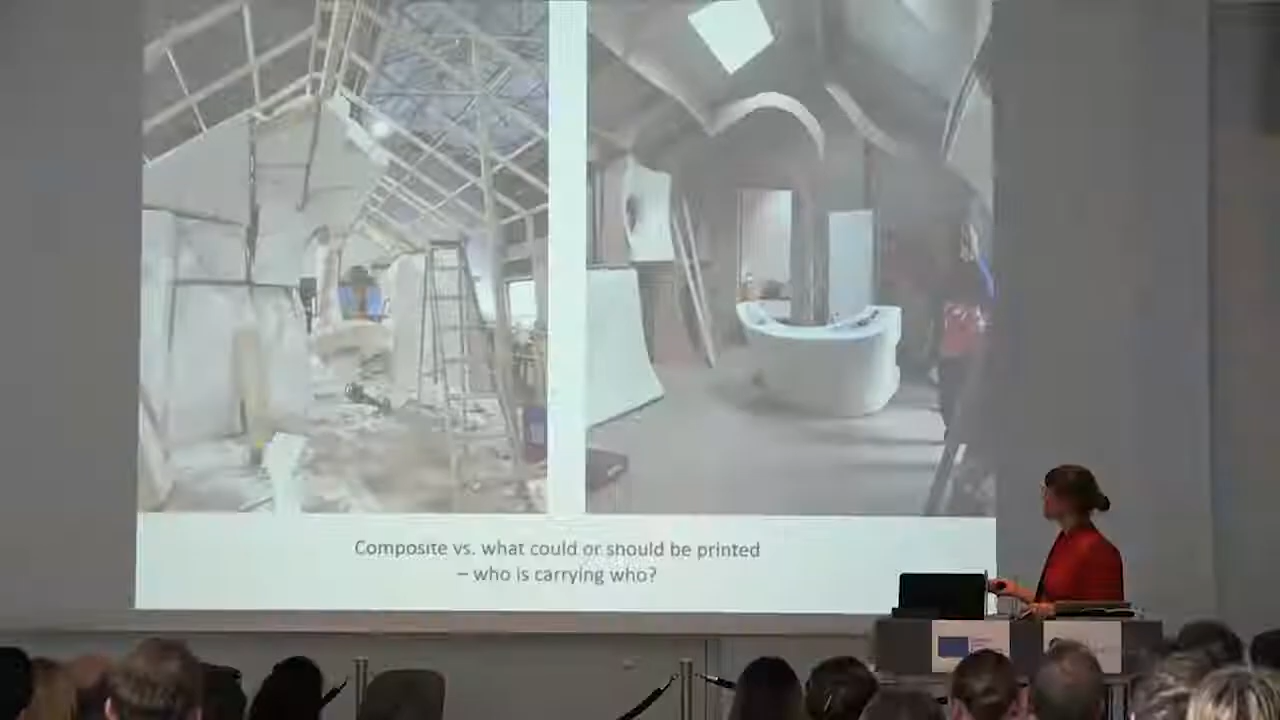 Composite vs. what could or should be printed
– who is carrying who?